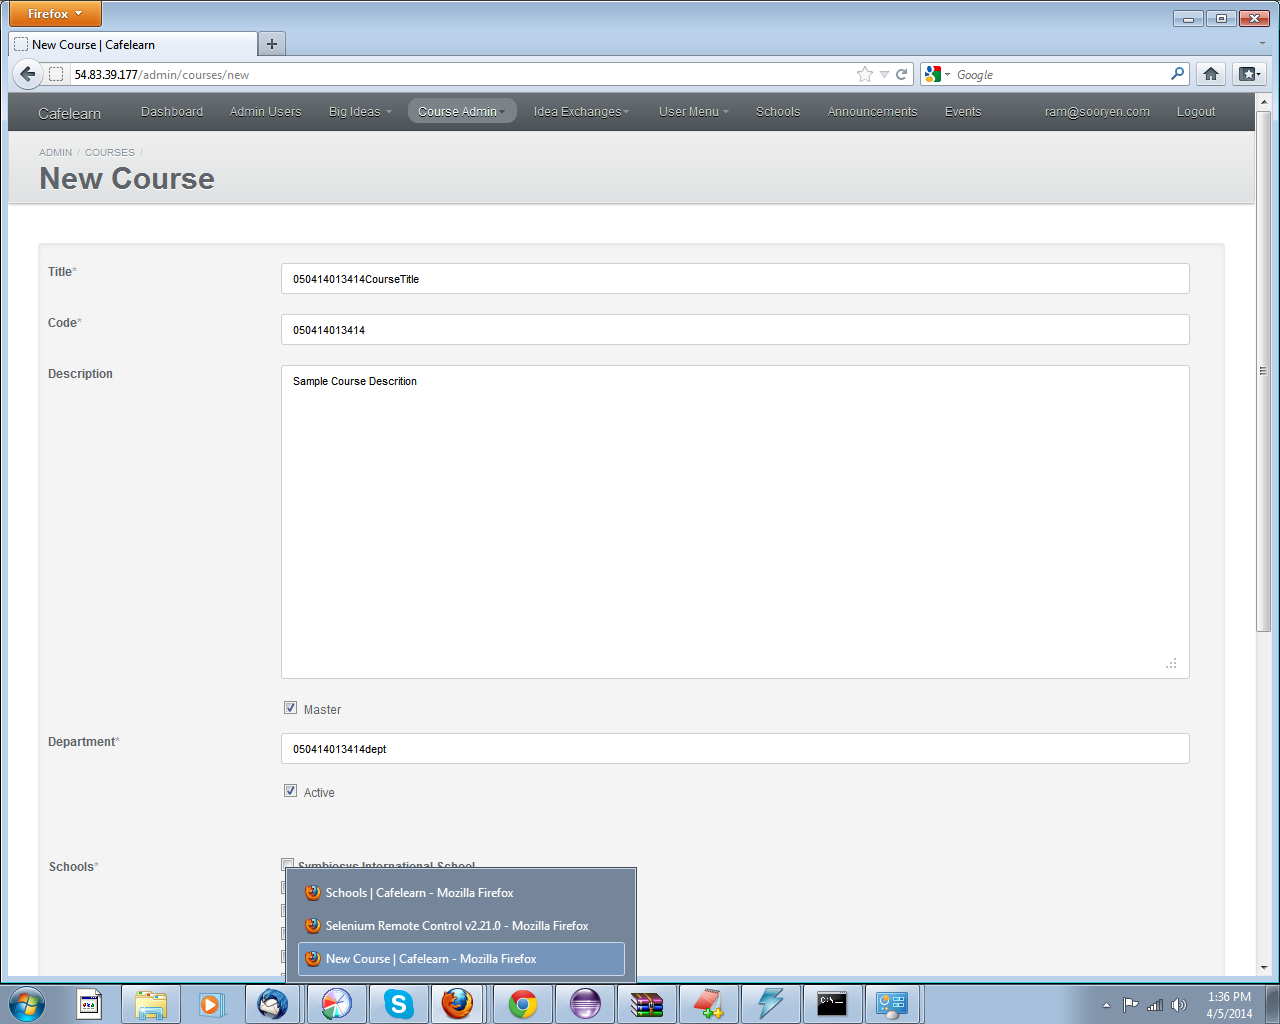 Firefox
New Course | Cafelearn
54.83.39.177/admin/courses/new
Google
Cafelearn Dashboard Admin Users Big Ideas Course Admin Idea Exchanges User Menu Schools Announcements Events ram@sooryen.com Logout
ADMIN / COURSES /
New Course
Title*
050414013414CourseTitle
Code*
050414013414
Description
Sample Course Descrition
Master
Department*
050414013414dept
Active
Schools*
Symbiosys International School
Schools | Cafelearn - Mozilla Firefox
Selenium Remote Control v2.21.0 - Mozilla Firefox
New Course | Cafelearn - Mozilla Firefox
1:36 PM
4/5/2014